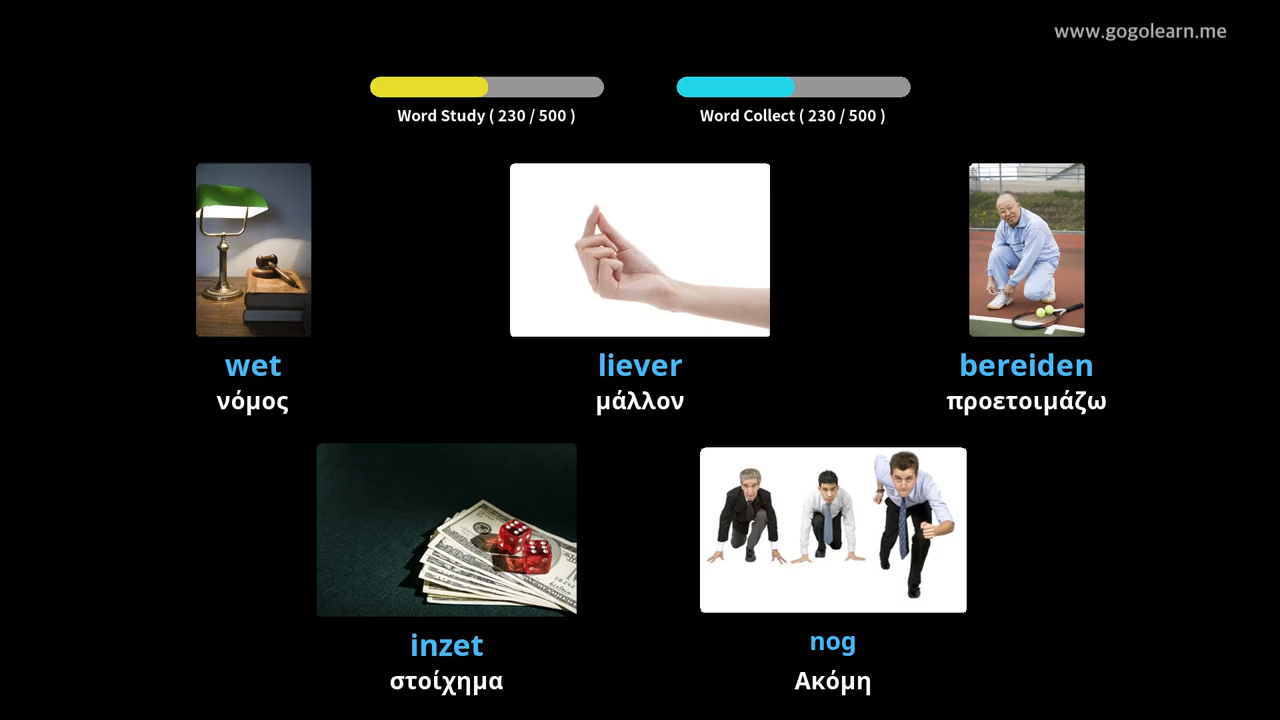 www.gogolearn.me
Word Study ( 230 / 500 )
Word Collect ( 230 / 500 )
wet
νόμος
liever
μάλλον
bereiden
προετοιμάζω
inzet
στοίχημα
nog
Ακόμη